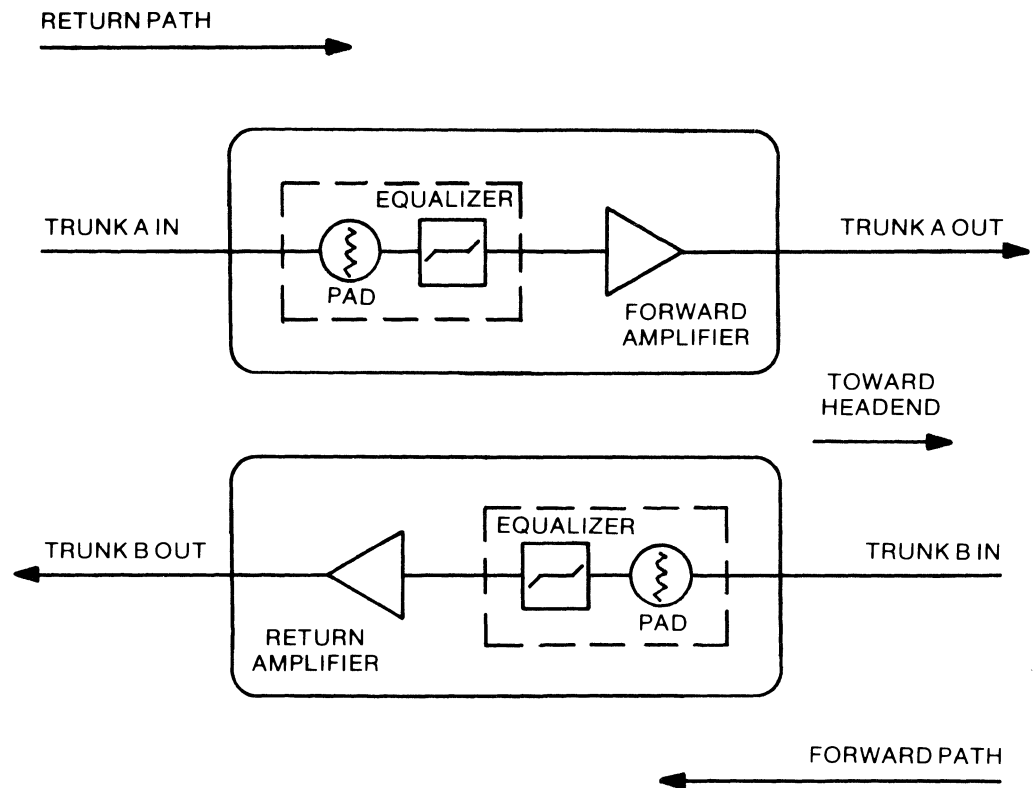 RETURN PATH
TRUNK A IN
EQUALIZER
PAD
FORWARD
AMPLIFIER
TRUNK A OUT
TOWARD
HEADEND
TRUNK B OUT
RETURN
AMPLIFIER
EQUALIZER
PAD
TRUNK B IN
FORWARD PATH